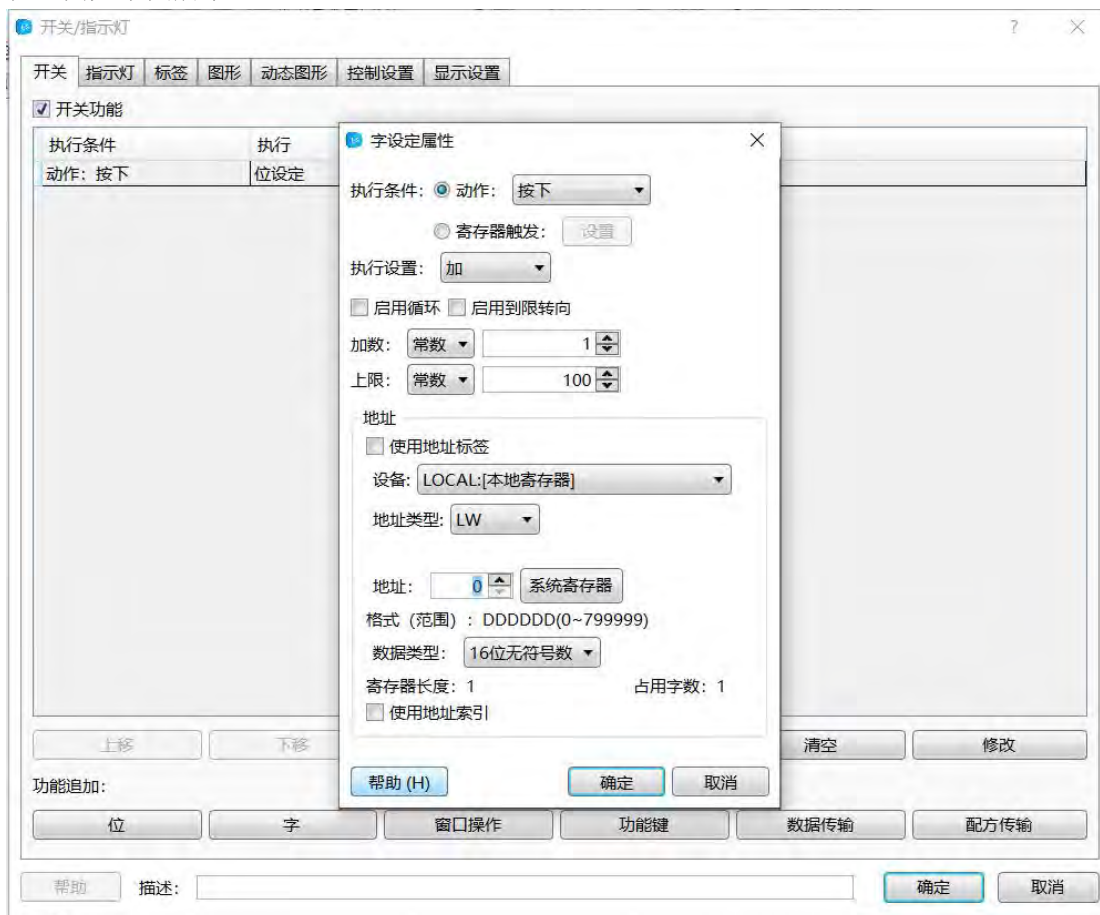 开关/指示灯
开关 指示灯 标签 图形 动态图形 控制设置 显示设置
开关功能
执行条件 执行
动作：按下 位设定
字设定属性
执行条件： 动作： 按下
寄存器触发： 设置
执行设置： 加
启用循环 启用到限转向
加数： 常数 1
上限： 常数 100
地址
使用地址标签
设备: LOCAL:[本地寄存器]
地址类型: LW
地址： 0 系统寄存器
格式（范围）: DDDDDD(0~799999)
数据类型： 16位无符号数
寄存器长度：1 占用字数：1
使用地址索引
帮助 (H) 确定 取消
上移 下移 清空 修改
功能追加：
位 字 窗口操作 功能键 数据传输 配方传输
帮助 描述： 确定 取消